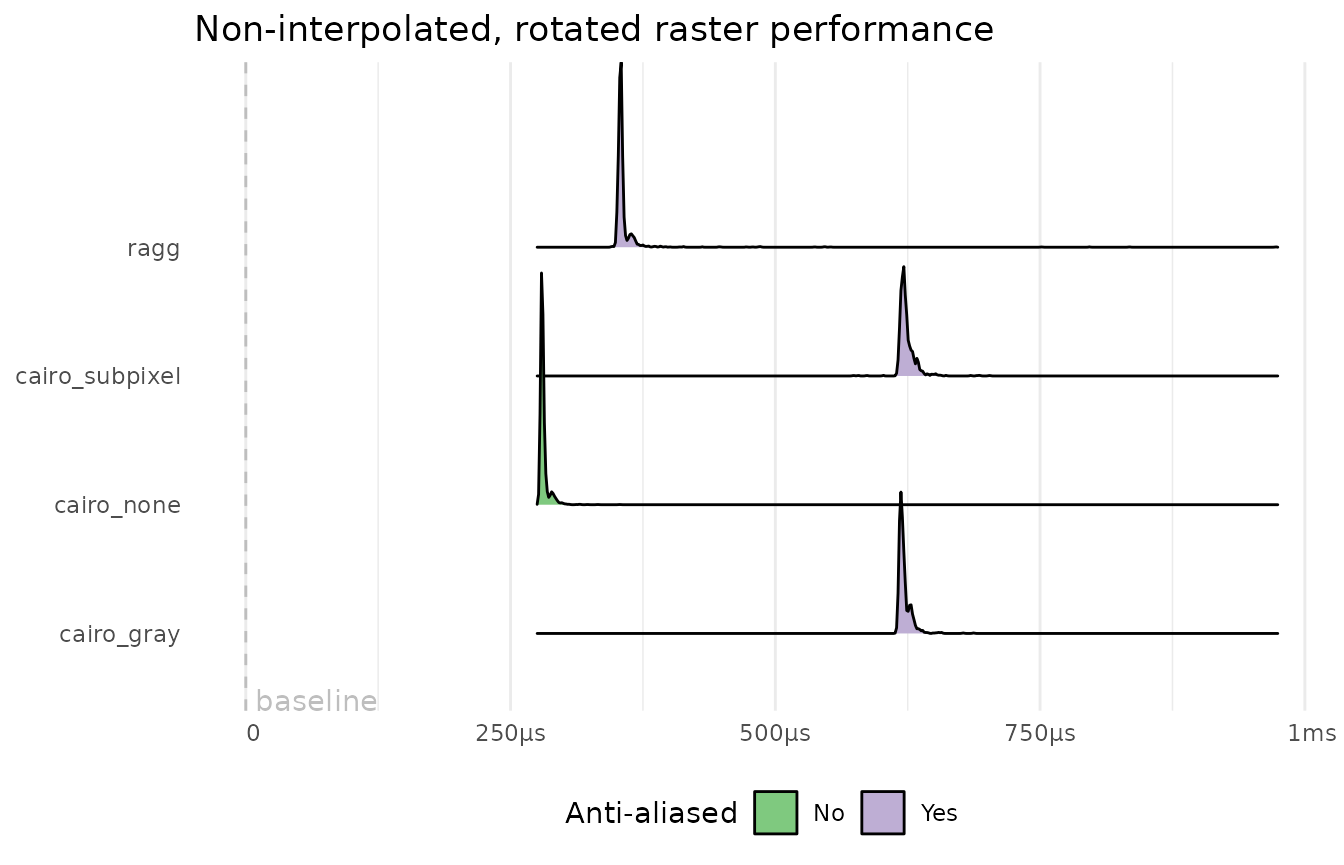 Non-interpolated, rotated raster performance
ragg
cairo_subpixel
cairo_none
cairo_gray
baseline
0 250µs 500µs 750µs 1ms
Anti-aliased No Yes